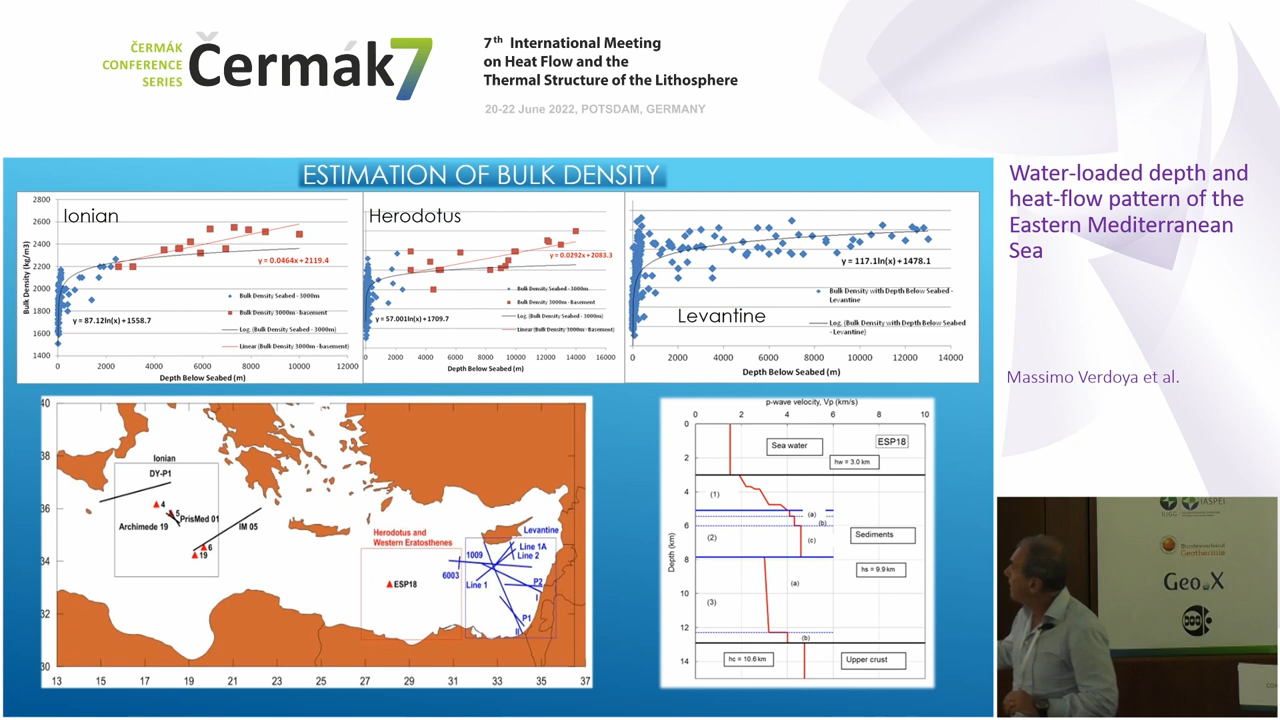 ČERMÁK
CONFERENCE
SERIES
Čermák7
7th International Meeting
on Heat Flow and the
Thermal Structure of the Lithosphere
20-22 June 2022, POTSDAM, GERMANY
ESTIMATION OF BULK DENSITY
Ionian
Bulk Density (kg/m3)
2800
2600
2400
2200
2000
1800
1600
1400
y = 0.0464x + 2119.4
y = 87.12ln(x) + 1558.7
Bulk Density Seabed - 3000m
Bulk Density 3000m - basement
Log. (Bulk Density Seabed - 3000m)
Linear (Bulk Density 3000m - basement)
0 2000 4000 6000 8000 10000 12000
Depth Below Seabed (m)
Herodotus
y = 0.0292x + 2083.3
y = 57.001ln(x) + 1709.7
Bulk Density Seabed - 3000m
Bulk Density 3000m - Basement
Log. (Bulk Density Seabed - 3000m)
Linear (Bulk Density 3000m - Basement)
0 2000 4000 6000 8000 10000 12000 14000 16000
Depth Below Seabed (m)
Levantine
y = 117.1ln(x) + 1478.1
Bulk Density with Depth Below Seabed -
Levantine
Log. (Bulk Density with Depth Below Seabed
- Levantine)
0 2000 4000 6000 8000 10000 12000 14000
Depth Below Seabed (m)
40
38
36
34
32
30
13 15 17 19 21 23 25 27 29 31 33 35 37
Ionian
DY-P1
4
5
PrisMed 01
Archimede 19
IM 05
6
19
Herodotus and
Western Eratosthenes
ESP18
Levantine
1009
Line 1A
Line 2
6003
Line 1
P2
I
P1
II
p-wave velocity, Vp (km/s)
0 2 4 6 8 10
Depth (km)
0
2
4
6
8
10
12
14
Sea water
ESP18
hw = 3.0 km
(1)
(a)
(b)
(2)
(c)
Sediments
hs = 9.9 km
(a)
(3)
(b)
hc = 10.6 km
Upper crust
Water-loaded depth and
heat-flow pattern of the
Eastern Mediterranean
Sea
Massimo Verdoya et al.
IUGG
IASPEI
Bundesverband
Geothermie
Geo.X